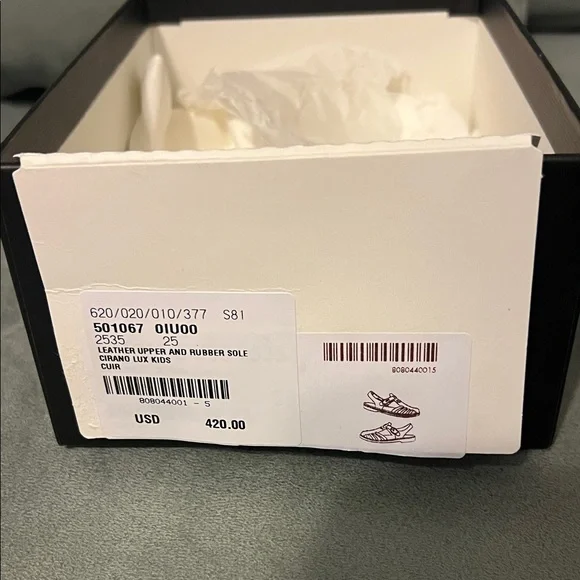 620/020/010/377 S81
501067 0IU00
2535 25
LEATHER UPPER AND RUBBER SOLE
CIRANO LUX KIDS
CUIR
808044001 - 5
USD 420.00
8080440015